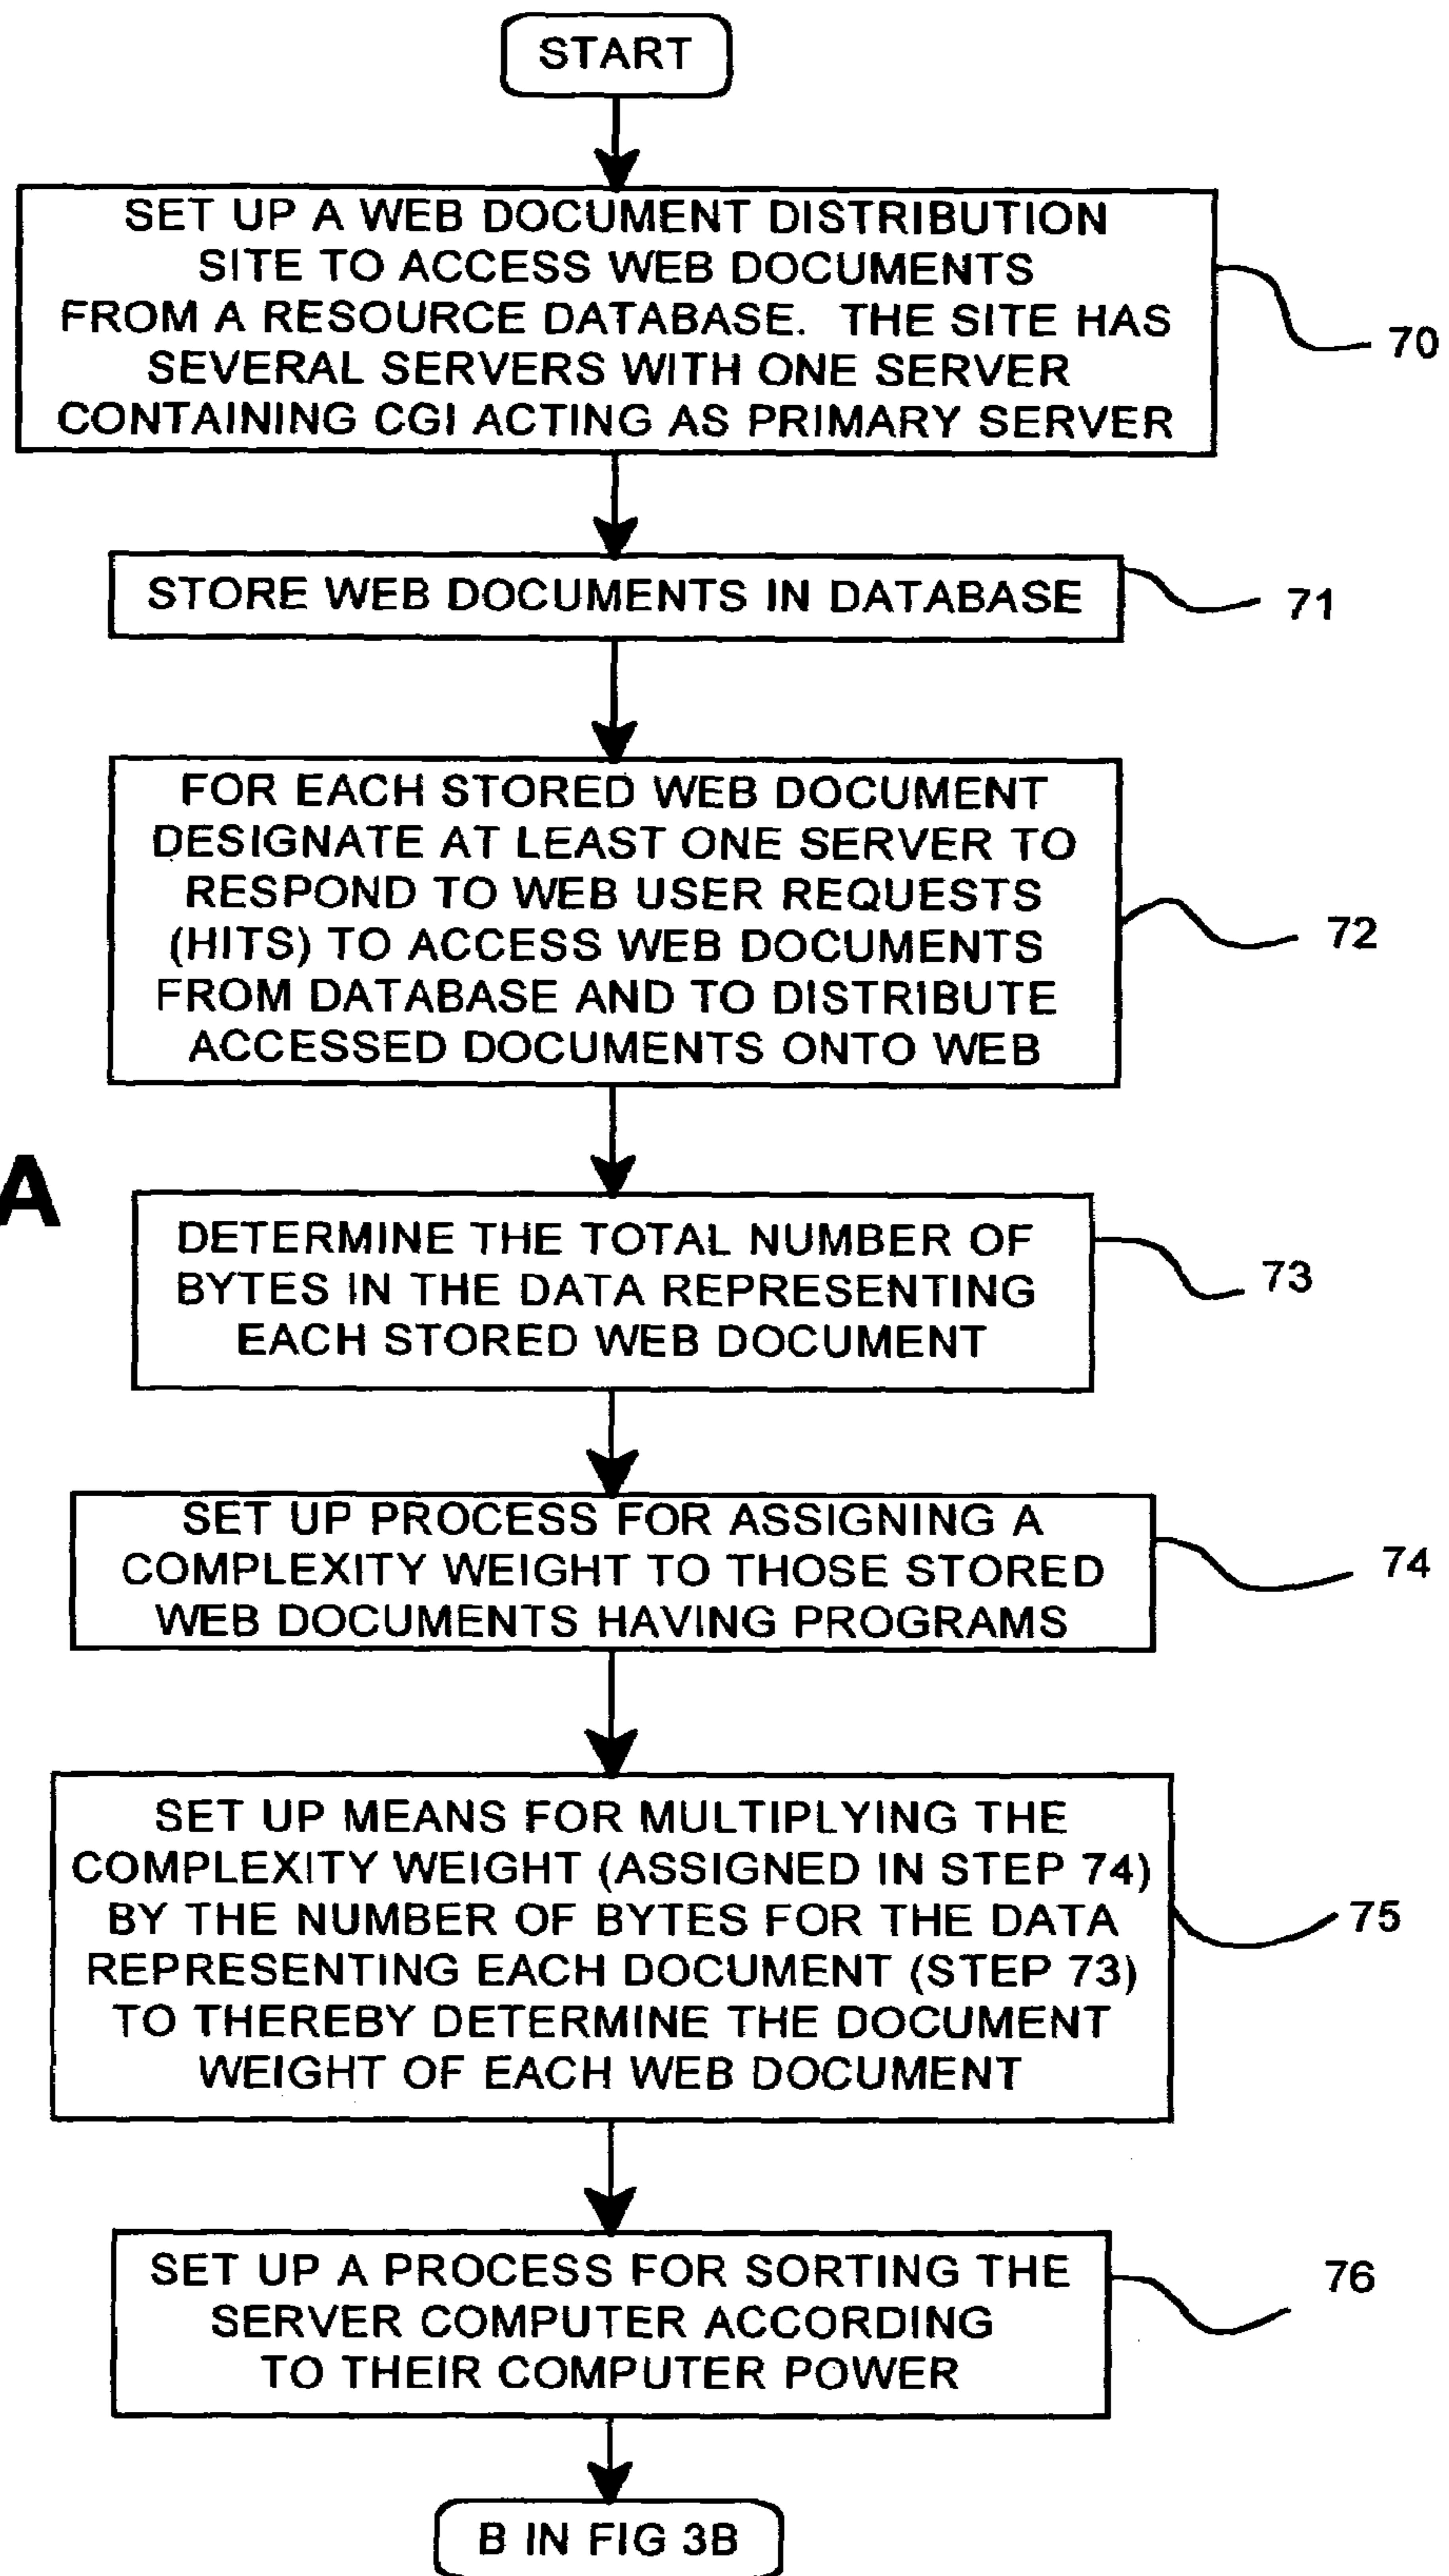 START
SET UP A WEB DOCUMENT DISTRIBUTION
SITE TO ACCESS WEB DOCUMENTS
FROM A RESOURCE DATABASE. THE SITE HAS
SEVERAL SERVERS WITH ONE SERVER
CONTAINING CGI ACTING AS PRIMARY SERVER
70
STORE WEB DOCUMENTS IN DATABASE
71
FOR EACH STORED WEB DOCUMENT
DESIGNATE AT LEAST ONE SERVER TO
RESPOND TO WEB USER REQUESTS
(HITS) TO ACCESS WEB DOCUMENTS
FROM DATABASE AND TO DISTRIBUTE
ACCESSED DOCUMENTS ONTO WEB
72
A
DETERMINE THE TOTAL NUMBER OF
BYTES IN THE DATA REPRESENTING
EACH STORED WEB DOCUMENT
73
SET UP PROCESS FOR ASSIGNING A
COMPLEXITY WEIGHT TO THOSE STORED
WEB DOCUMENTS HAVING PROGRAMS
74
SET UP MEANS FOR MULTIPLYING THE
COMPLEXITY WEIGHT (ASSIGNED IN STEP 74)
BY THE NUMBER OF BYTES FOR THE DATA
REPRESENTING EACH DOCUMENT (STEP 73)
TO THEREBY DETERMINE THE DOCUMENT
WEIGHT OF EACH WEB DOCUMENT
75
SET UP A PROCESS FOR SORTING THE
SERVER COMPUTER ACCORDING
TO THEIR COMPUTER POWER
76
B IN FIG 3B